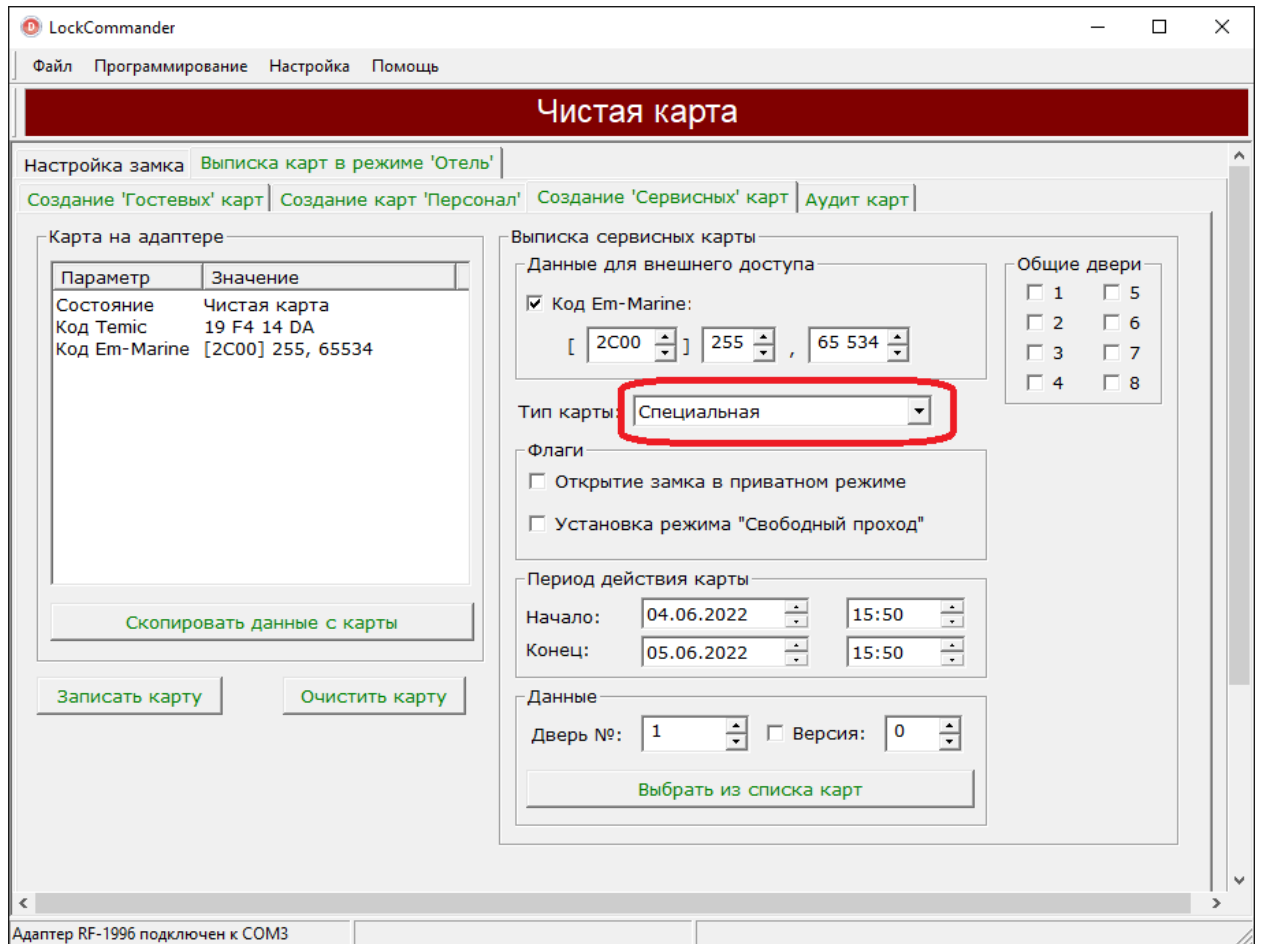 LockCommander
Файл Программирование Настройка Помощь
Чистая карта
Настройка замка Выписка карт в режиме 'Отель'
Создание 'Гостевых' карт Создание карт 'Персонал' Создание 'Сервисных' карт Аудит карт
Карта на адаптере
Параметр Значение
Состояние Чистая карта
Код Temic 19 F4 14 DA
Код Em-Marine [2C00] 255, 65534
Скопировать данные с карты
Записать карту Очистить карту
Выписка сервисных карты
Данные для внешнего доступа
Код Em-Marine:
[ 2C00 ] 255 , 65 534
Тип карты: Специальная
Флаги
Открытие замка в приватном режиме
Установка режима "Свободный проход"
Период действия карты
Начало: 04.06.2022 15:50
Конец: 05.06.2022 15:50
Данные
Дверь №: 1 Версия: 0
Выбрать из списка карт
Общие двери
1 5
2 6
3 7
4 8
Адаптер RF-1996 подключен к COM3